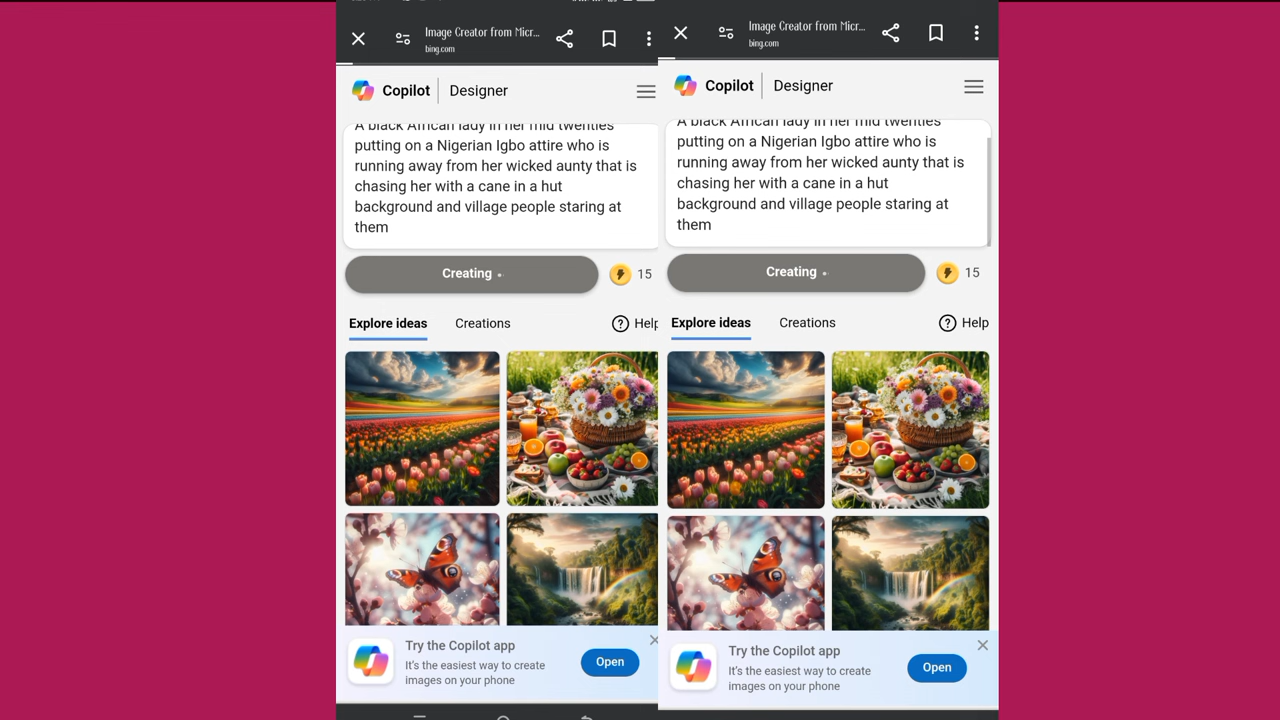 Image Creator from Micr...
bing.com
Copilot
Designer
A black African lady in her mid twenties
putting on a Nigerian Igbo attire who is
running away from her wicked aunty that is
chasing her with a cane in a hut
background and village people staring at
them
Creating
15
Explore ideas
Creations
Help
Try the Copilot app
It's the easiest way to create
images on your phone
Open
Image Creator from Micr...
bing.com
Copilot
Designer
A black African lady in her mid twenties
putting on a Nigerian Igbo attire who is
running away from her wicked aunty that is
chasing her with a cane in a hut
background and village people staring at
them
Creating
15
Explore ideas
Creations
Help
Try the Copilot app
It's the easiest way to create
images on your phone
Open